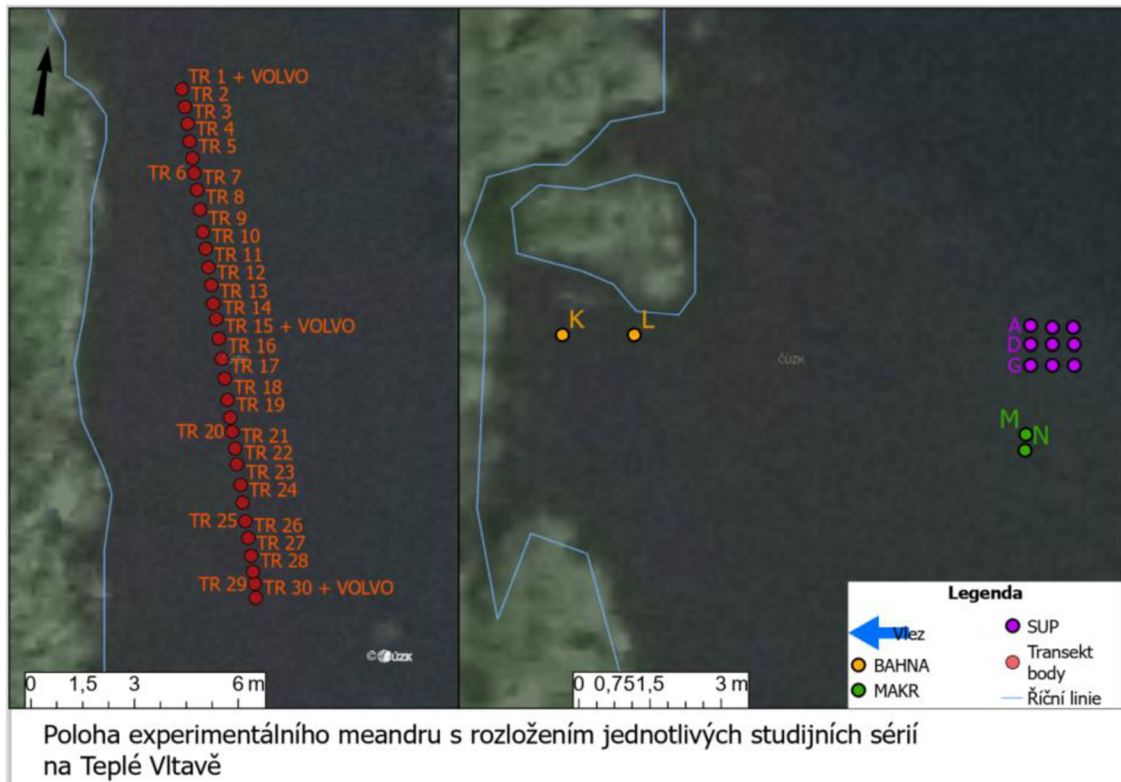 TR 1 + VOLVO
TR 2
TR 3
TR 4
TR 5
TR 6
TR 7
TR 8
TR 9
TR 10
TR 11
TR 12
TR 13
TR 14
TR 15 + VOLVO
TR 16
TR 17
TR 18
TR 19
TR 20
TR 21
TR 22
TR 23
TR 24
TR 25
TR 26
TR 27
TR 28
TR 29
TR 30 + VOLVO
© ČÚZK
0 1,5 3 6 m
K L
ČÚZK
A
D
G
M
N
0 0,75 1,5 3 m
Legenda
Vlez
BAHNA
MAKR
SUP
Transekt
body
Říční linie
Poloha experimentálního meandru s rozložením jednotlivých studijních sérií
na Teplé Vltavě